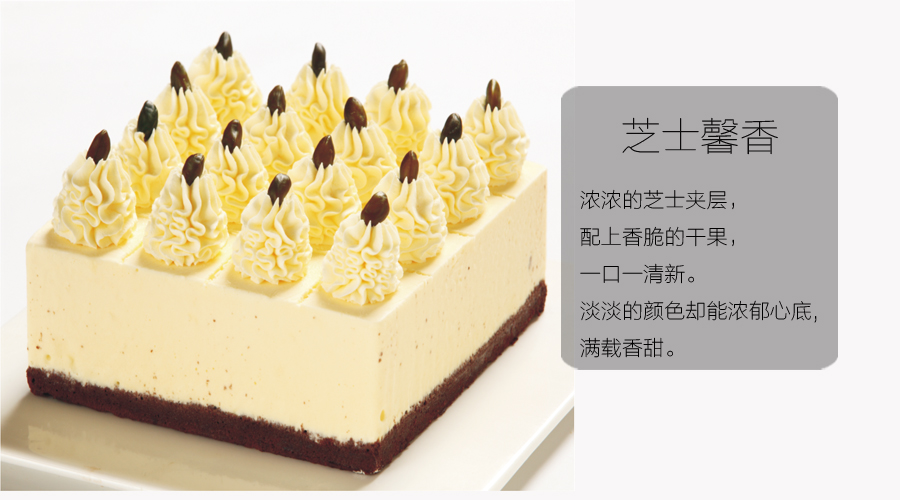 芝士馨香
浓浓的芝士夹层，
配上香脆的干果，
一口一清新。
淡淡的颜色却能浓郁心底，
满载香甜。